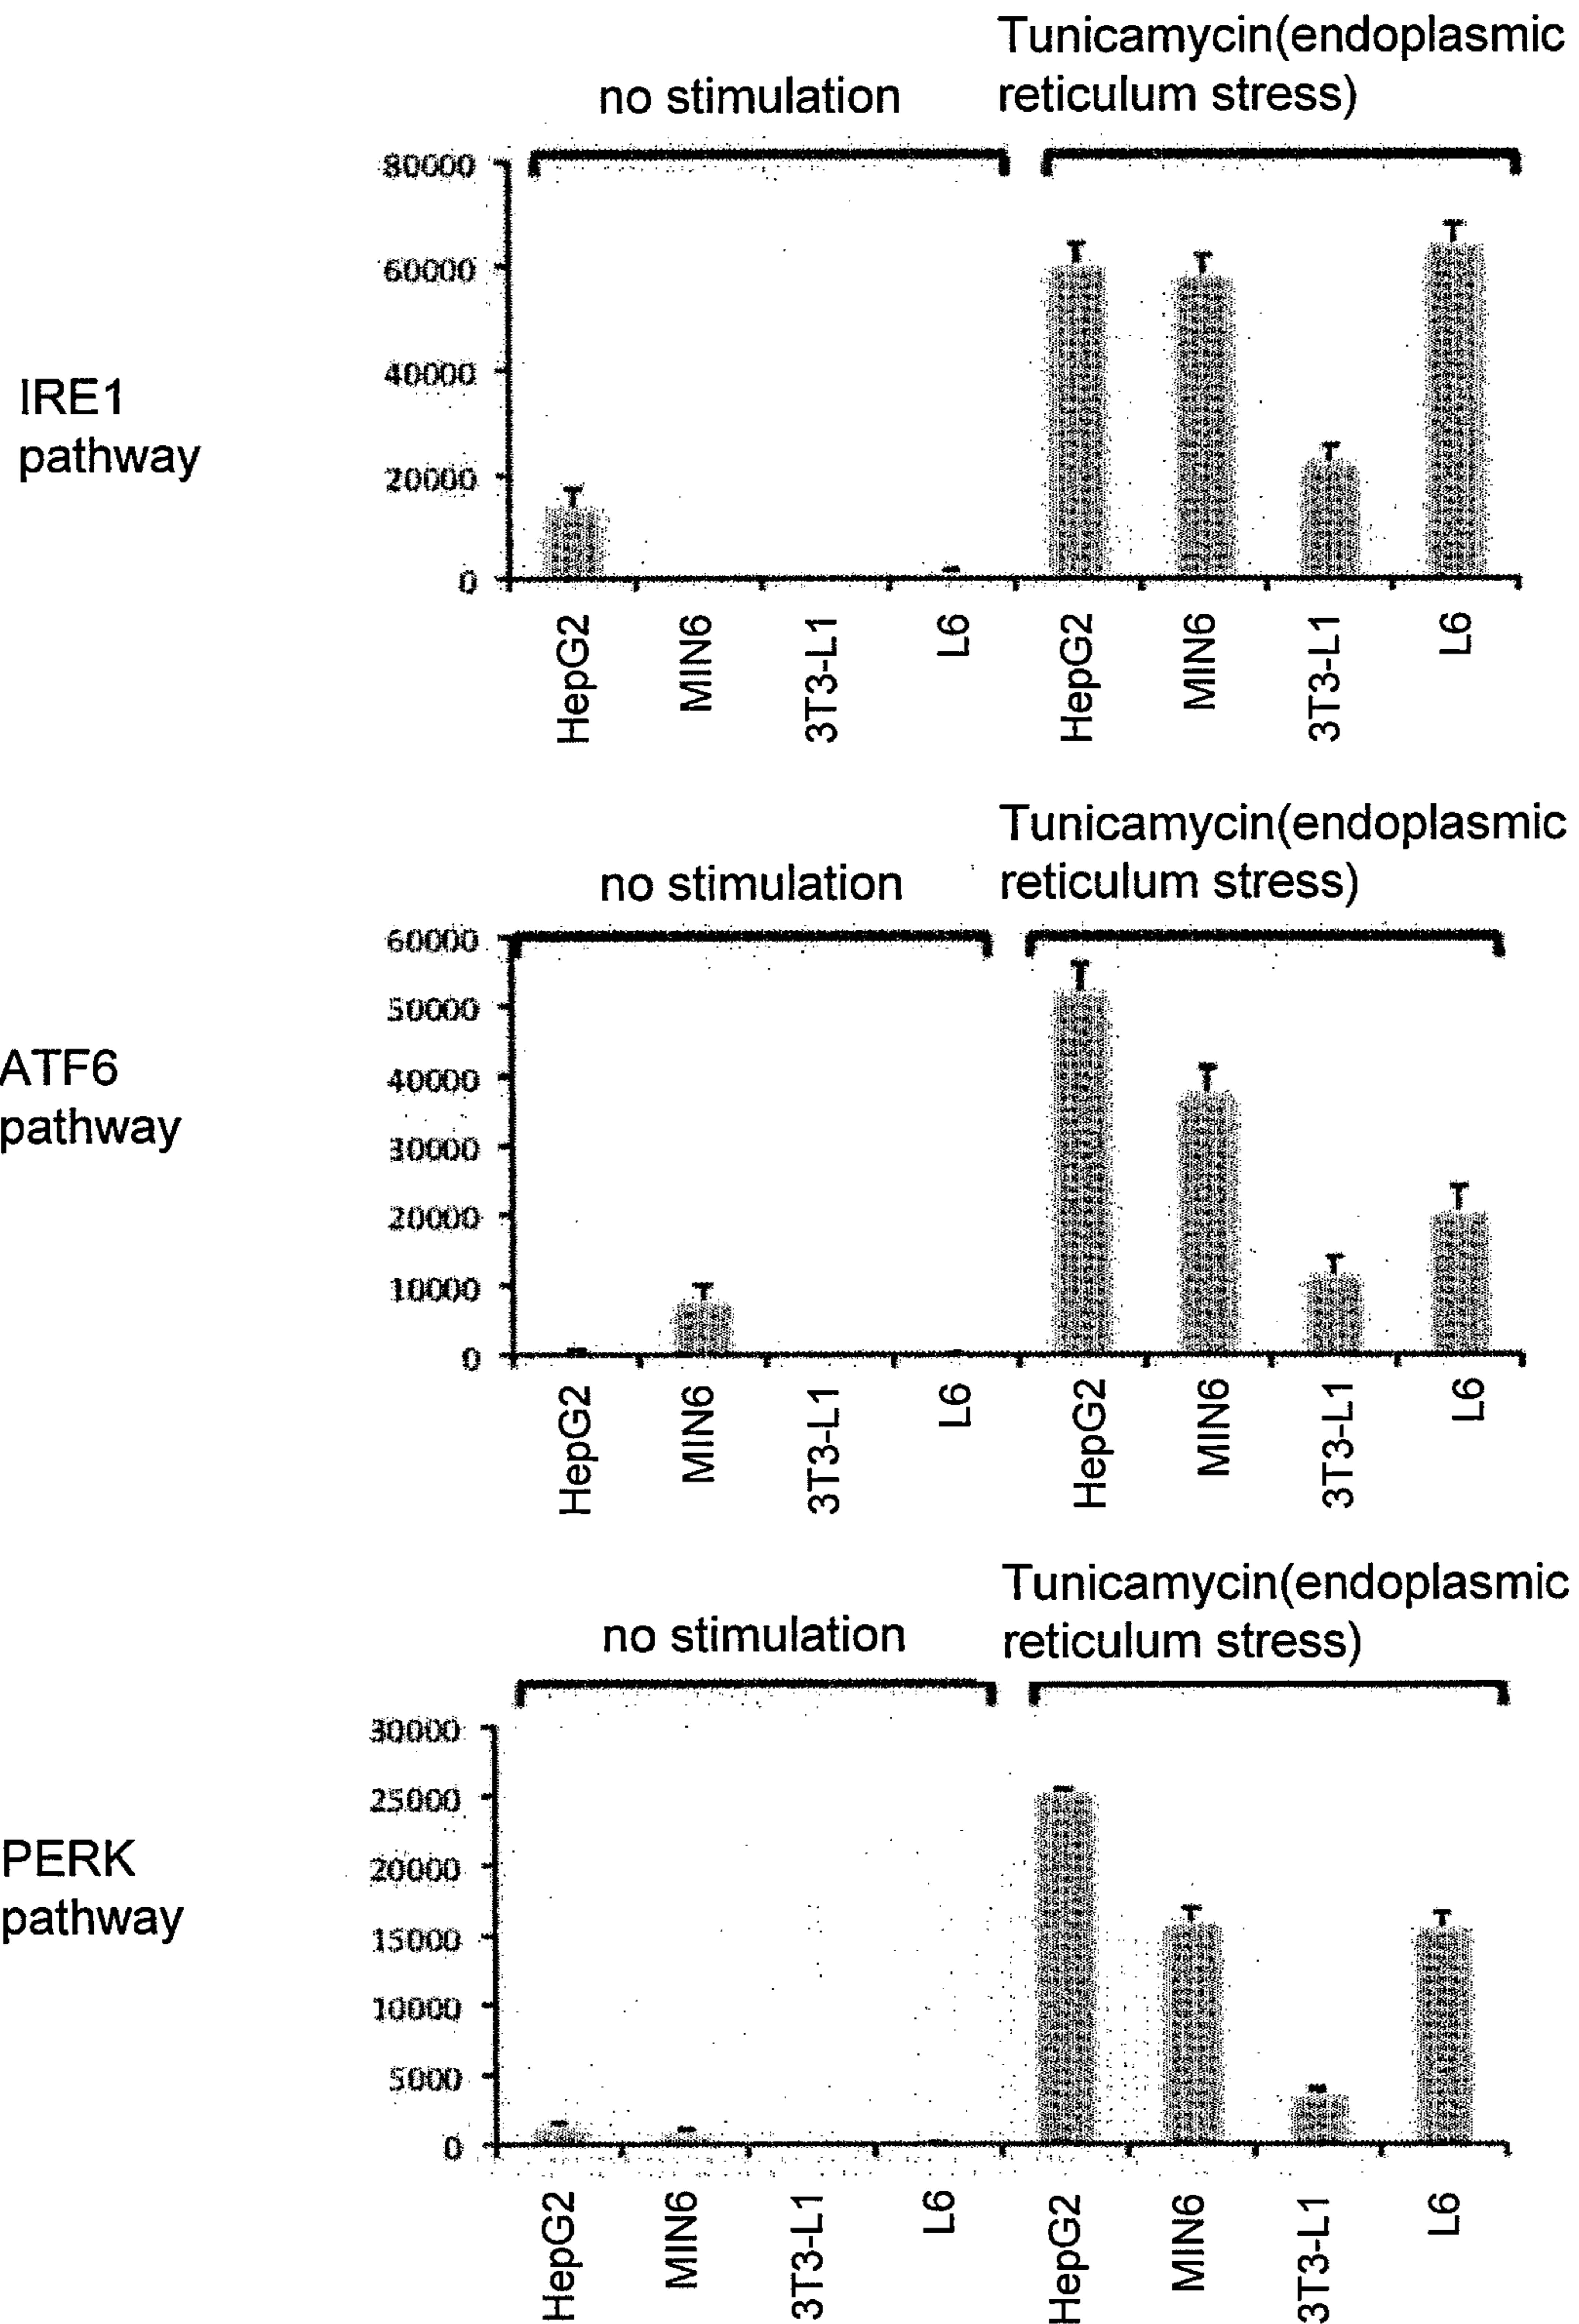 Tunicamycin(endoplasmic
no stimulation reticulum stress)
80000
60000
IRE1
pathway
40000
20000
0
HepG2 MIN6 3T3-L1 L6 HepG2 MIN6 3T3-L1 L6
Tunicamycin(endoplasmic
no stimulation reticulum stress)
60000
50000
ATF6
pathway
40000
30000
20000
10000
0
HepG2 MIN6 3T3-L1 L6 HepG2 MIN6 3T3-L1 L6
Tunicamycin(endoplasmic
no stimulation reticulum stress)
30000
25000
PERK
pathway
20000
15000
10000
5000
0
HepG2 MIN6 3T3-L1 L6 HepG2 MIN6 3T3-L1 L6